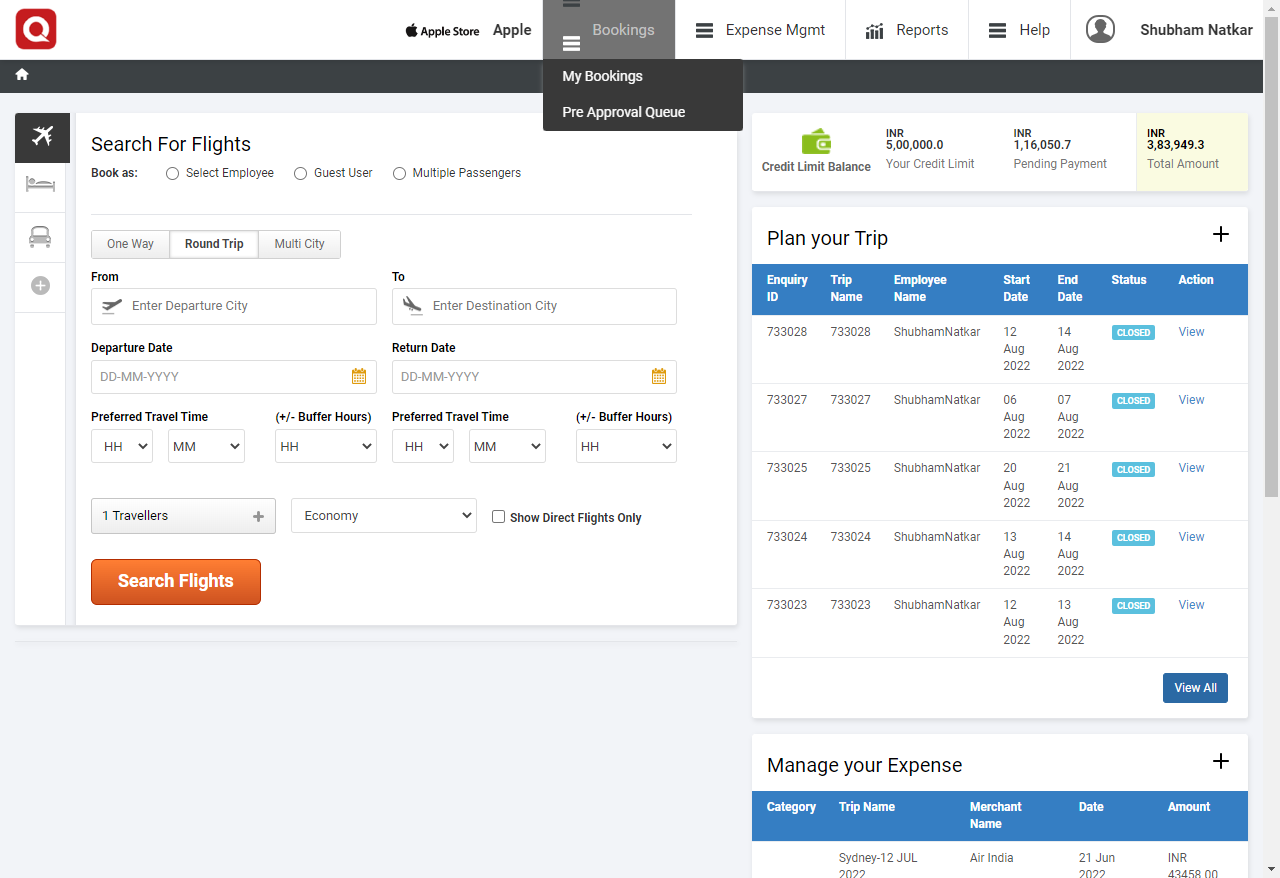 Apple Store
Apple
Bookings
Expense Mgmt
Reports
Help
Shubham Natkar
My Bookings
Pre Approval Queue
Search For Flights
Book as:
Select Employee
Guest User
Multiple Passengers
One Way
Round Trip
Multi City
From
To
Enter Departure City
Enter Destination City
Departure Date
Return Date
DD-MM-YYYY
DD-MM-YYYY
Preferred Travel Time
(+/- Buffer Hours)
Preferred Travel Time
(+/- Buffer Hours)
HH
MM
HH
HH
MM
HH
1 Travellers
Economy
Show Direct Flights Only
Search Flights
Credit Limit Balance
INR
5,00,000.0
Your Credit Limit
INR
1,16,050.7
Pending Payment
INR
3,83,949.3
Total Amount
Plan your Trip
Enquiry ID Trip Name Employee Name Start Date End Date Status Action
733028 733028 ShubhamNatkar 12 Aug 2022 14 Aug 2022 CLOSED View
733027 733027 ShubhamNatkar 06 Aug 2022 07 Aug 2022 CLOSED View
733025 733025 ShubhamNatkar 20 Aug 2022 21 Aug 2022 CLOSED View
733024 733024 ShubhamNatkar 13 Aug 2022 14 Aug 2022 CLOSED View
733023 733023 ShubhamNatkar 12 Aug 2022 13 Aug 2022 CLOSED View
View All
Manage your Expense
Category Trip Name Merchant Name Date Amount
Sydney-12 JUL 2022 Air India 21 Jun 2022 INR 43458.00